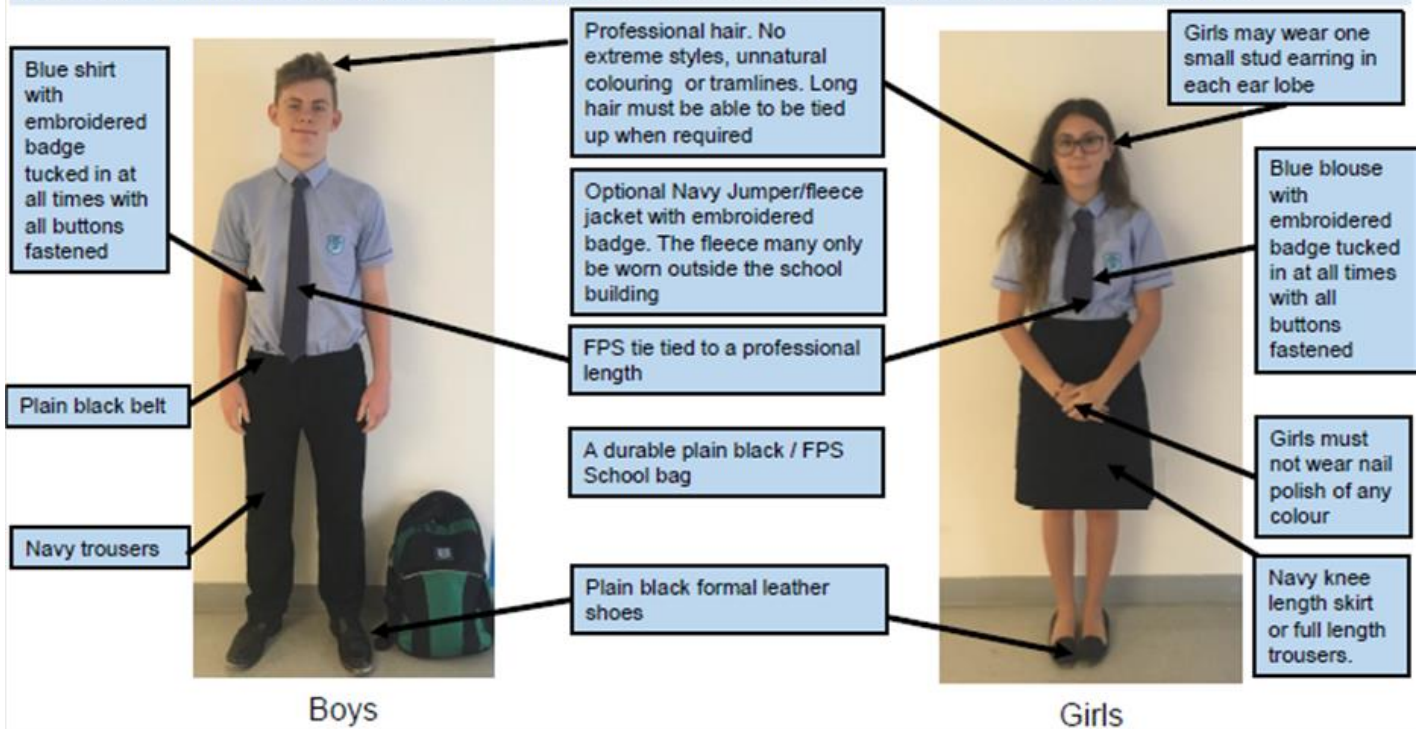 Blue shirt
with
embroidered
badge
tucked in at
all times with
all buttons
fastened
Plain black belt
Navy trousers
Professional hair. No
extreme styles, unnatural
colouring or tramlines. Long
hair must be able to be tied
up when required
Optional Navy Jumper/fleece
jacket with embroidered
badge. The fleece many only
be worn outside the school
building
FPS tie tied to a professional
length
A durable plain black / FPS
School bag
Plain black formal leather
shoes
Girls may wear one
small stud earring in
each ear lobe
Blue blouse
with
embroidered
badge tucked
in at all times
with all
buttons
fastened
Girls must
not wear nail
polish of any
colour
Navy knee
length skirt
or full length
trousers.
Boys
Girls